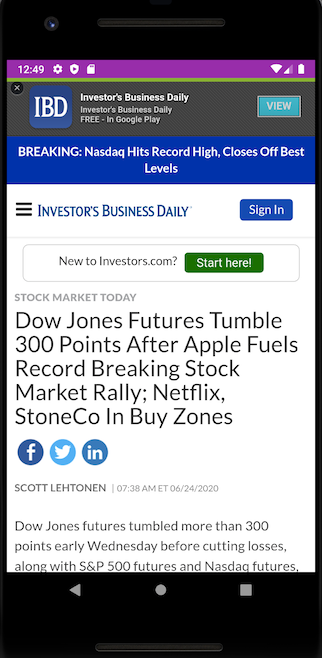 12:49
IBD
Investor's Business Daily
Investor's Business Daily
FREE - In Google Play
VIEW
BREAKING: Nasdaq Hits Record High, Closes Off Best
Levels
INVESTOR'S BUSINESS DAILY
Sign In
New to Investors.com?
Start here!
STOCK MARKET TODAY
Dow Jones Futures Tumble
300 Points After Apple Fuels
Record Breaking Stock
Market Rally; Netflix,
StoneCo In Buy Zones
SCOTT LEHTONEN | 07:38 AM ET 06/24/2020
Dow Jones futures tumbled more than 300
points early Wednesday before cutting losses,
along with S&P 500 futures and Nasdaq futures,